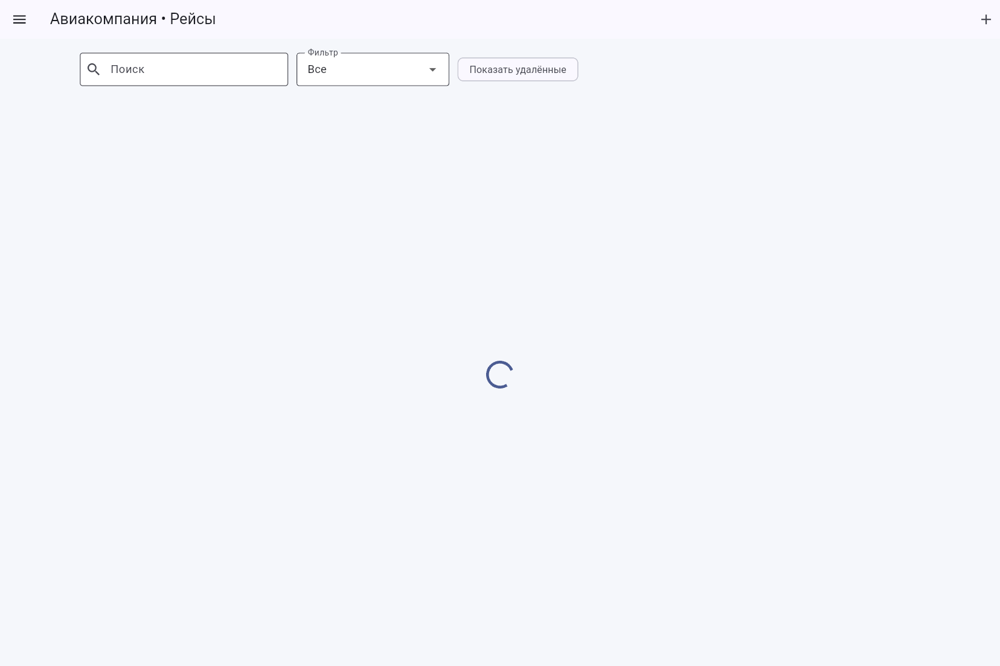 Авиакомпания • Рейсы
Фильтр
Поиск
Все
Показать удалённые